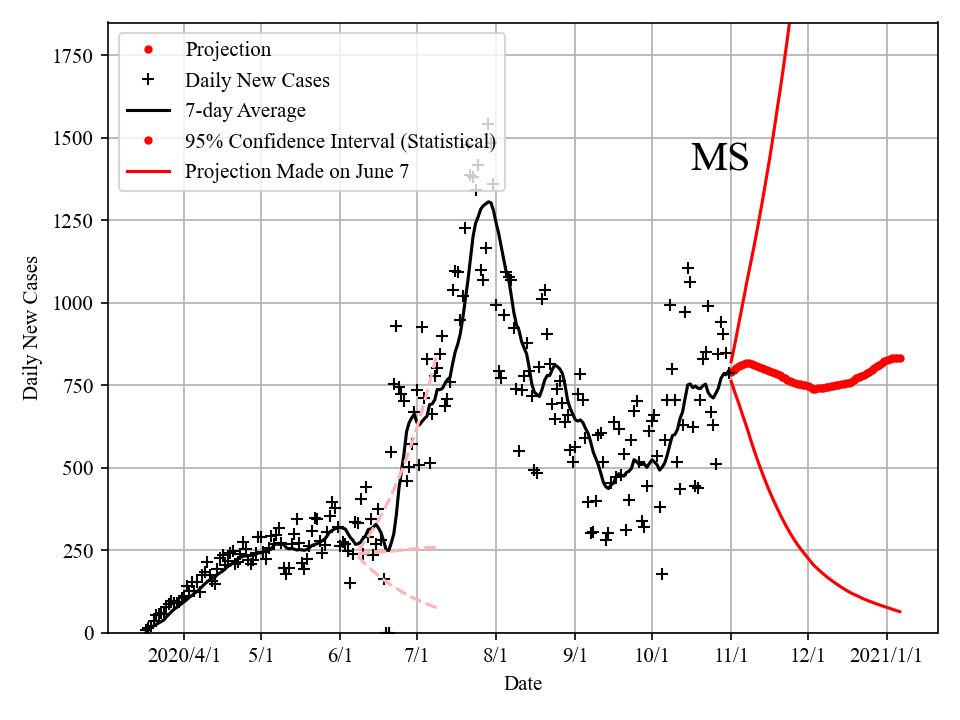 Projection
Daily New Cases
7-day Average
95% Confidence Interval (Statistical)
Projection Made on June 7
MS
Daily New Cases
1750
1500
1250
1000
750
500
250
0
2020/4/1 5/1 6/1 7/1 8/1 9/1 10/1 11/1 12/1 2021/1/1
Date